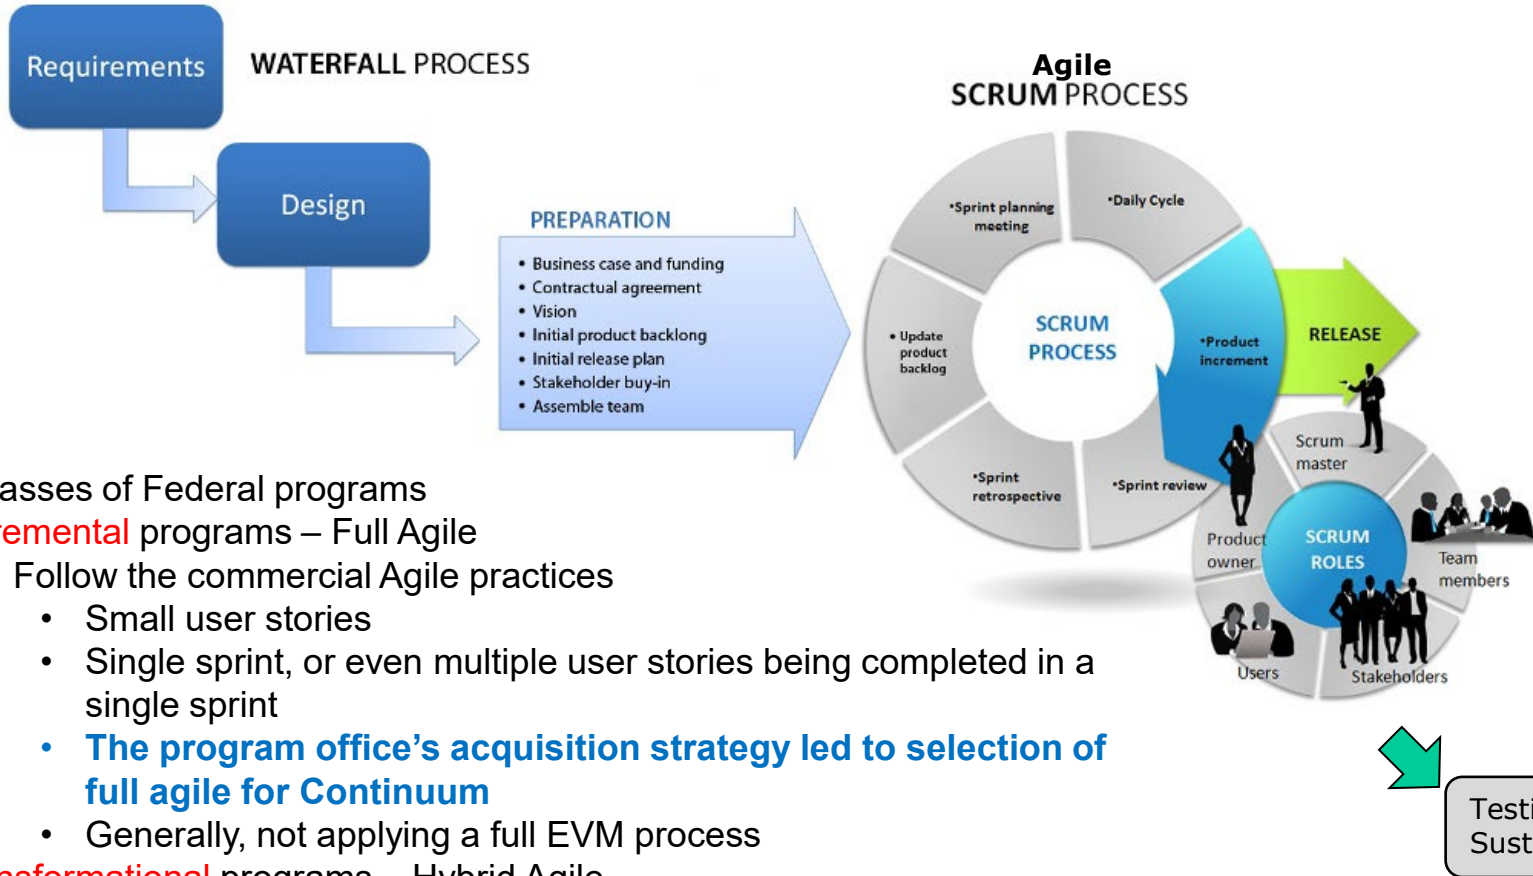 Requirements
WATERFALL PROCESS
Design
PREPARATION
• Business case and funding
• Contractual agreement
• Vision
• Initial product backlong
• Initial release plan
• Stakeholder buy-in
• Assemble team
Agile
SCRUM PROCESS
•Sprint planning
meeting
•Daily Cycle
• Update
product
backlog
SCRUM
PROCESS
•Product
increment
RELEASE
•Sprint
retrospective
•Sprint review
Scrum
master
Product
owner
SCRUM
ROLES
Team
members
Users
Stakeholders
asses of Federal programs
remental programs – Full Agile
Follow the commercial Agile practices
• Small user stories
• Single sprint, or even multiple user stories being completed in a
single sprint
• The program office’s acquisition strategy led to selection of
full agile for Continuum
• Generally, not applying a full EVM process
nsformational programs – Hybrid Agile
Testi
Sust